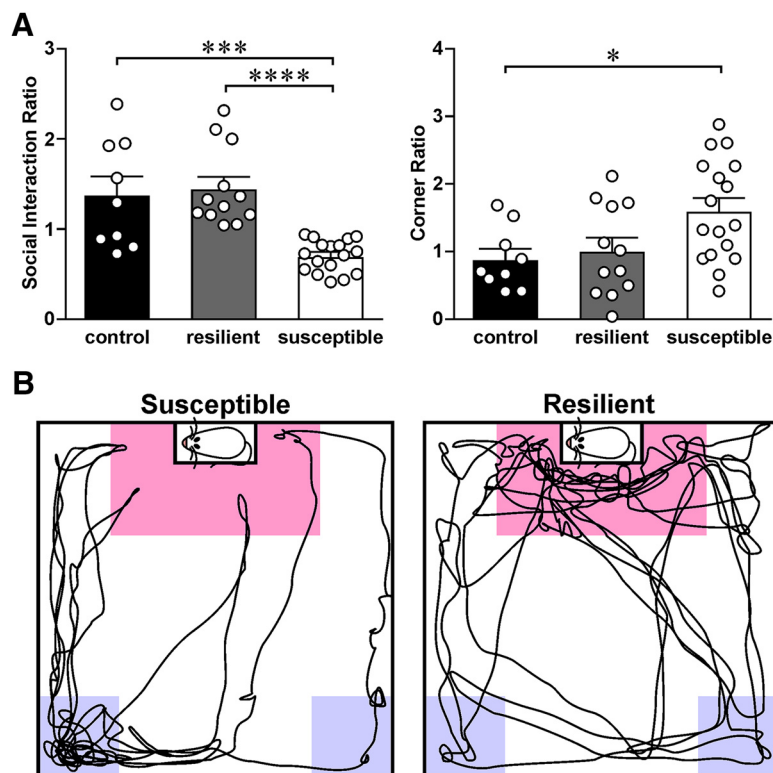 A
Social Interaction Ratio
3
2
1
0
***
****
control resilient susceptible
Corner Ratio
4
3
2
1
0
*
control resilient susceptible
B
Susceptible
Resilient